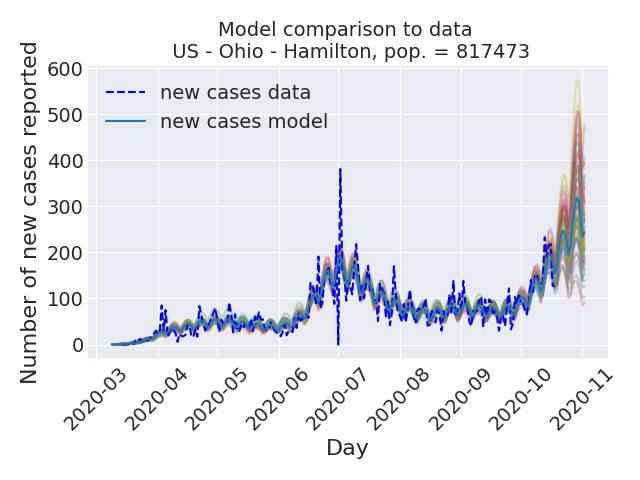 Model comparison to data
US - Ohio - Hamilton, pop. = 817473
Number of new cases reported
600
500
400
300
200
100
0
new cases data
new cases model
2020-03
2020-04
2020-05
2020-06
2020-07
2020-08
2020-09
2020-10
2020-11
Day